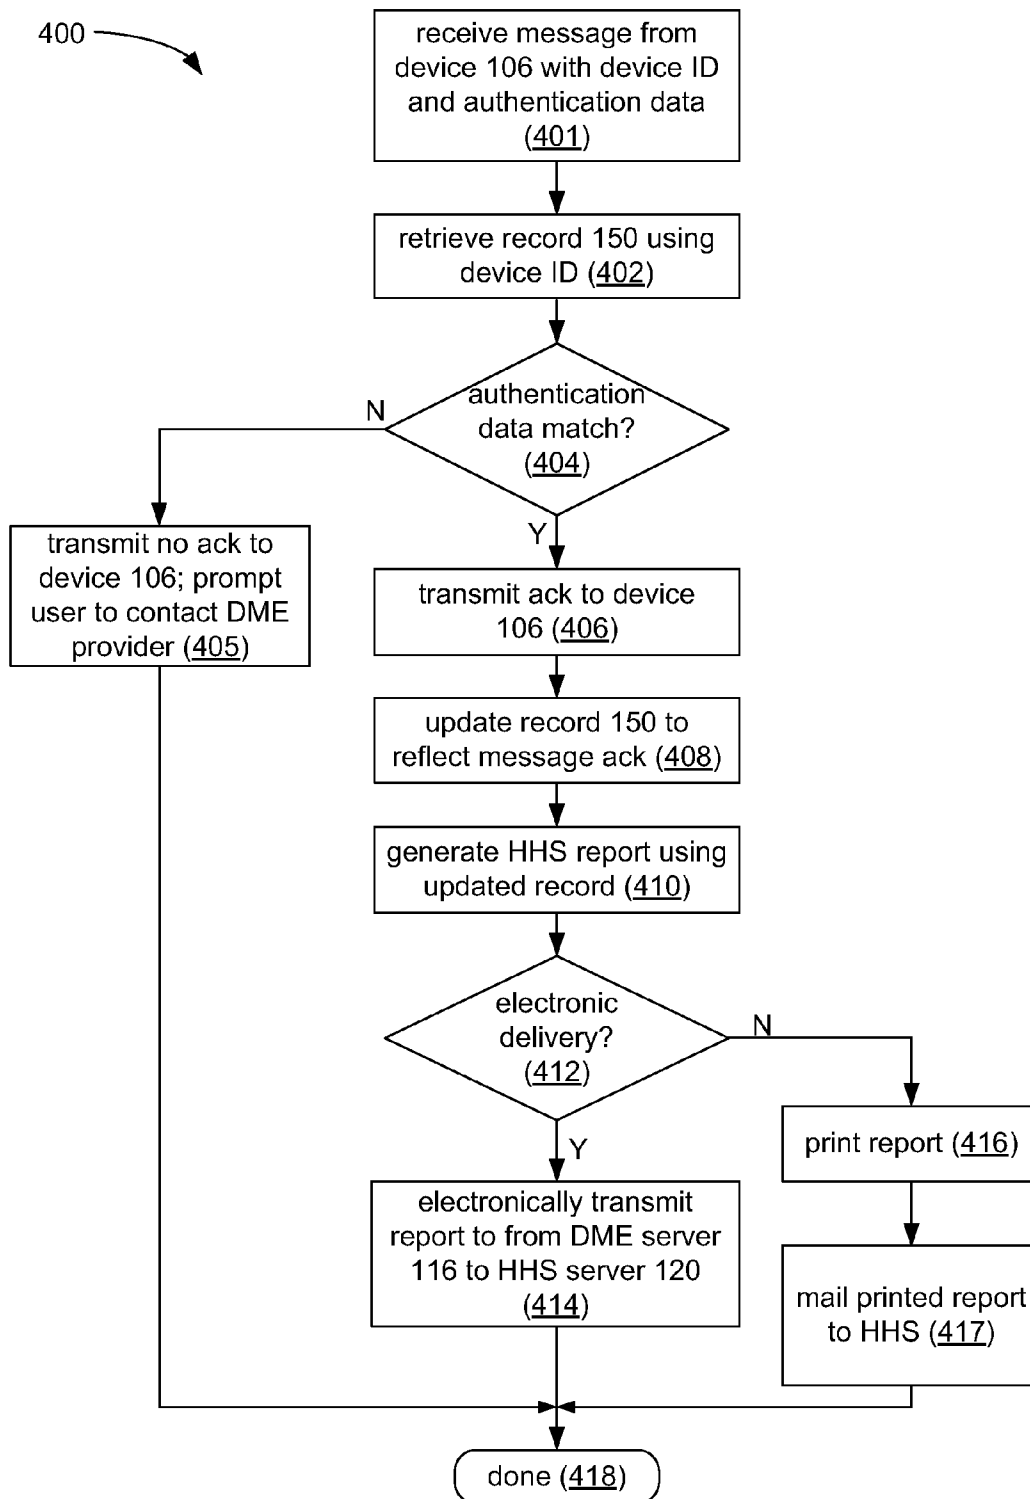 400
receive message from
device 106 with device ID
and authentication data
(401)
retrieve record 150 using
device ID (402)
authentication
data match?
(404)
N
Y
transmit no ack to
device 106; prompt
user to contact DME
provider (405)
transmit ack to device
106 (406)
update record 150 to
reflect message ack (408)
generate HHS report using
updated record (410)
electronic
delivery?
(412)
N
Y
print report (416)
electronically transmit
report to from DME server
116 to HHS server 120
(414)
mail printed report
to HHS (417)
done (418)